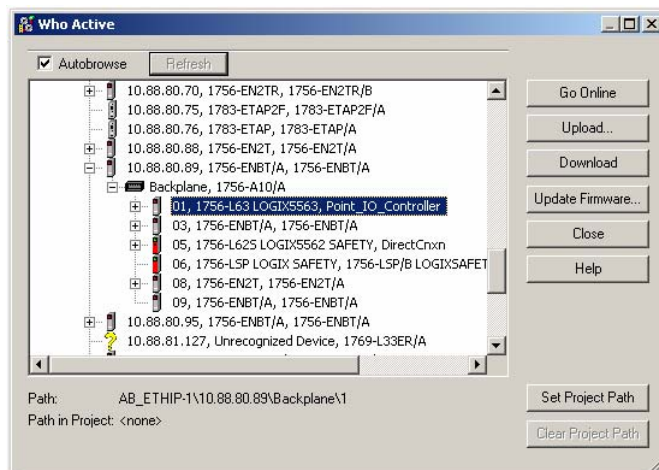 Who Active
Autobrowse
Refresh
10.88.80.70, 1756-EN2TR, 1756-EN2TR/B
10.88.80.75, 1783-ETAP2F, 1783-ETAP2F/A
10.88.80.76, 1783-ETAP, 1783-ETAP/A
10.88.80.88, 1756-EN2T, 1756-EN2T/A
10.88.80.89, 1756-ENBT/A, 1756-ENBT/A
Backplane, 1756-A10/A
01, 1756-L63 LOGIX5563, Point_IO_Controller
03, 1756-ENBT/A, 1756-ENBT/A
05, 1756-L62S LOGIX5562 SAFETY, DirectCnxn
06, 1756-LSP LOGIX SAFETY, 1756-LSP/B LOGIXSAFET
08, 1756-EN2T, 1756-EN2T/A
09, 1756-ENBT/A, 1756-ENBT/A
10.88.80.95, 1756-ENBT/A, 1756-ENBT/A
10.88.81.127, Unrecognized Device, 1769-L33ER/A
Go Online
Upload...
Download
Update Firmware...
Close
Help
Path: AB_ETHIP-1\10.88.80.89\Backplane\1
Path in Project: <none>
Set Project Path
Clear Project Path